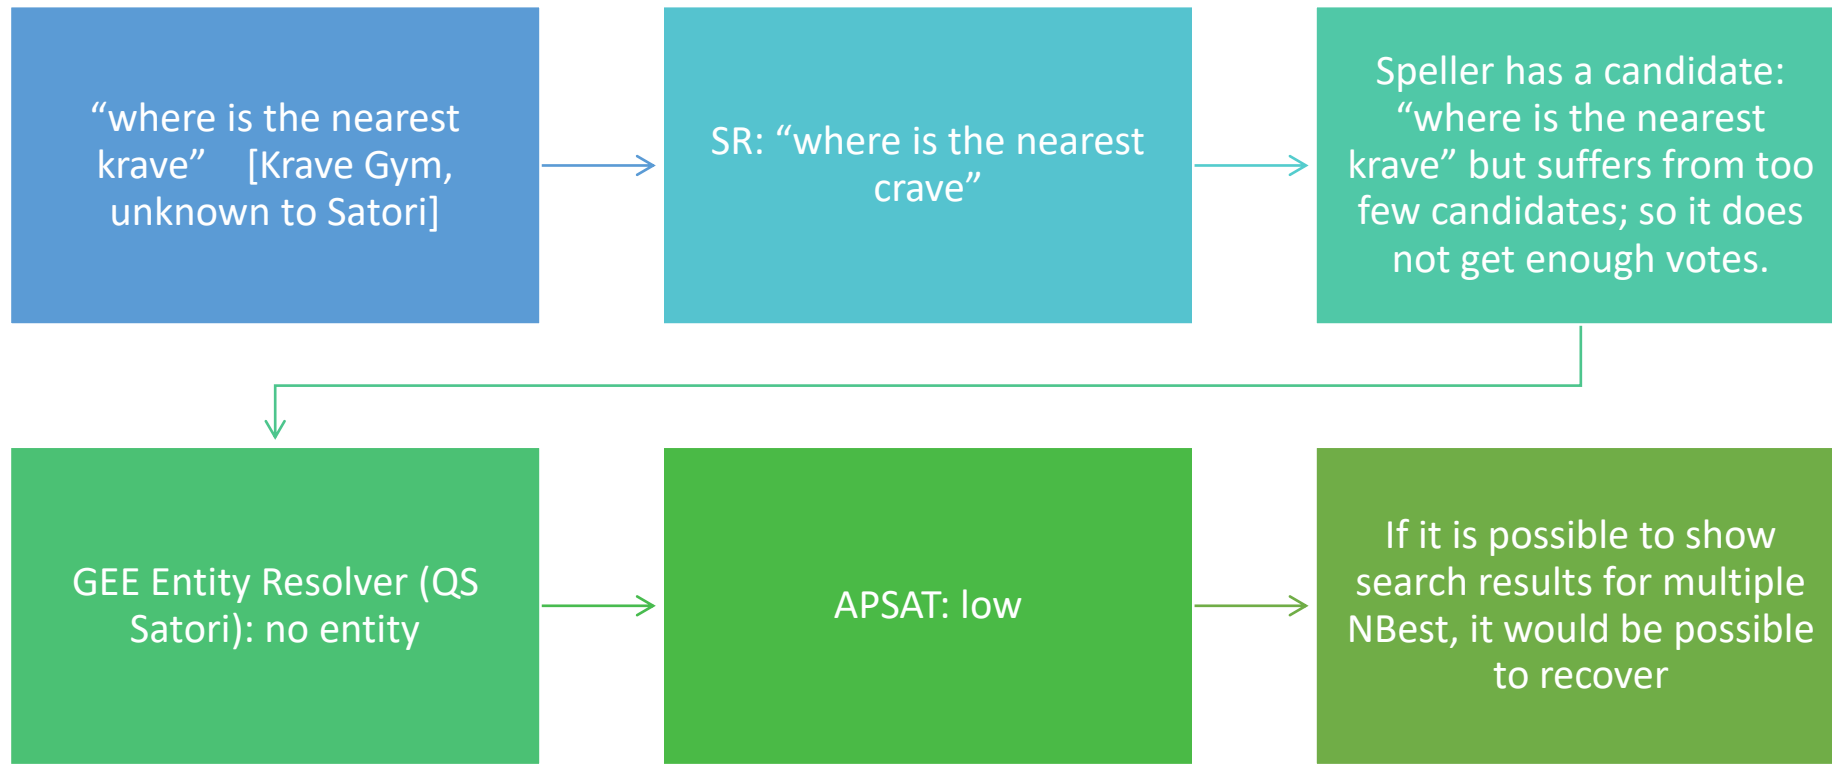 “where is the nearest
krave”    [Krave Gym,
unknown to Satori]
SR: “where is the nearest
crave”
Speller has a candidate:
“where is the nearest
krave” but suffers from too
few candidates; so it does
not get enough votes.
GEE Entity Resolver (QS
Satori): no entity
APSAT: low
If it is possible to show
search results for multiple
NBest, it would be possible
to recover